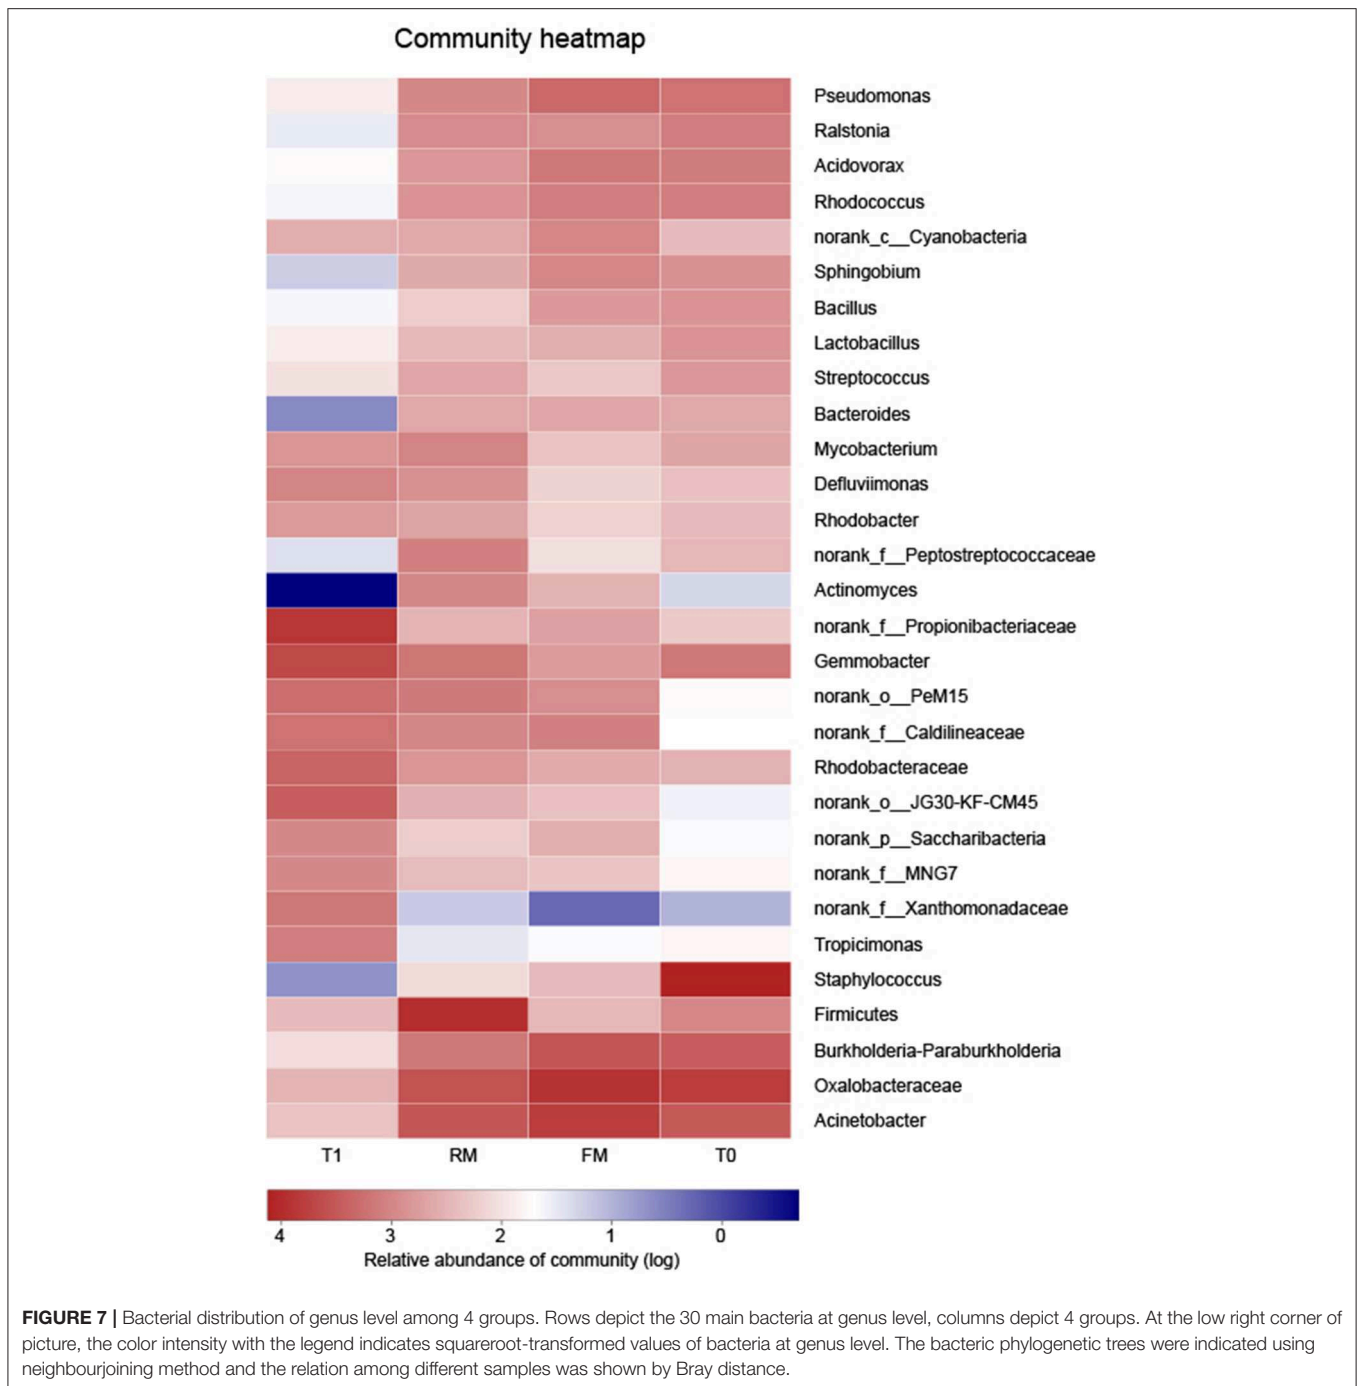 Community heatmap
Pseudomonas
Ralstonia
Acidovorax
Rhodococcus
norank_c__Cyanobacteria
Sphingobium
Bacillus
Lactobacillus
Streptococcus
Bacteroides
Mycobacterium
Defluviimonas
Rhodobacter
norank_f__Peptostreptococcaceae
Actinomyces
norank_f__Propionibacteriaceae
Gemmobacter
norank_o__PeM15
norank_f__Caldilineaceae
Rhodobacteraceae
norank_o__JG30-KF-CM45
norank_p__Saccharibacteria
norank_f__MNG7
norank_f__Xanthomonadaceae
Tropicimonas
Staphylococcus
Firmicutes
Burkholderia-Paraburkholderia
Oxalobacteraceae
Acinetobacter
T1 RM FM T0
4 3 2 1 0
Relative abundance of community (log)
FIGURE 7 | Bacterial distribution of genus level among 4 groups. Rows depict the 30 main bacteria at genus level, columns depict 4 groups. At the low right corner of
picture, the color intensity with the legend indicates squareroot-transformed values of bacteria at genus level. The bacteric phylogenetic trees were indicated using
neighbourjoining method and the relation among different samples was shown by Bray distance.